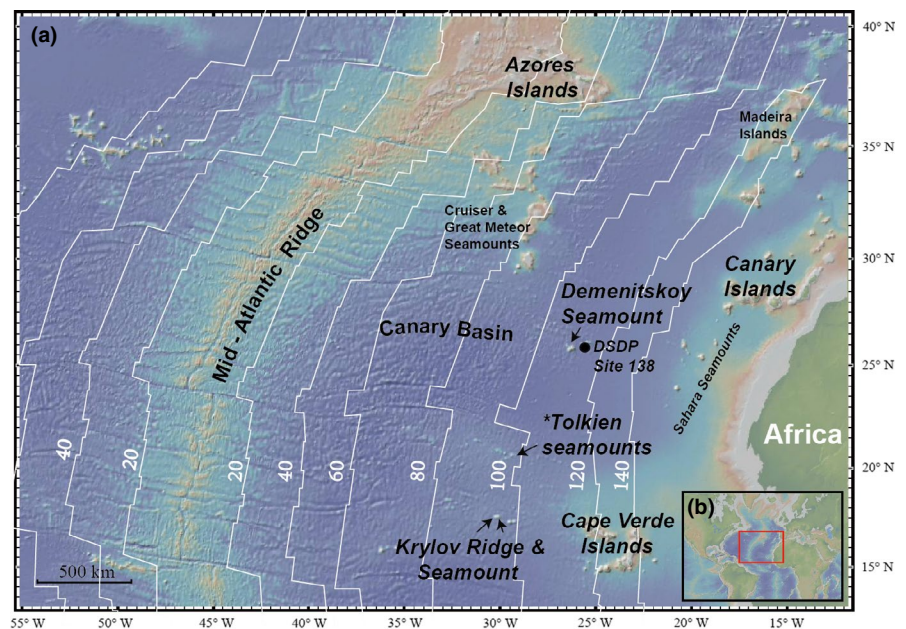 (a)
40° N
Azores
Islands
Madeira
Islands
35° N
Cruiser &
Great Meteor
Seamounts
30° N
Mid - Atlantic Ridge
Canary
Islands
Demenitskoy
Seamount
Canary Basin
DSDP
Site 138
25° N
Sahara Seamounts
*Tolkien
seamounts
Africa
40
20
20
40
60
80
100
120
140
20° N
(b)
Cape Verde
Islands
Krylov Ridge &
Seamount
500 km
15° N
55° W
50° W
45° W
40° W
35° W
30° W
25° W
20° W
15° W